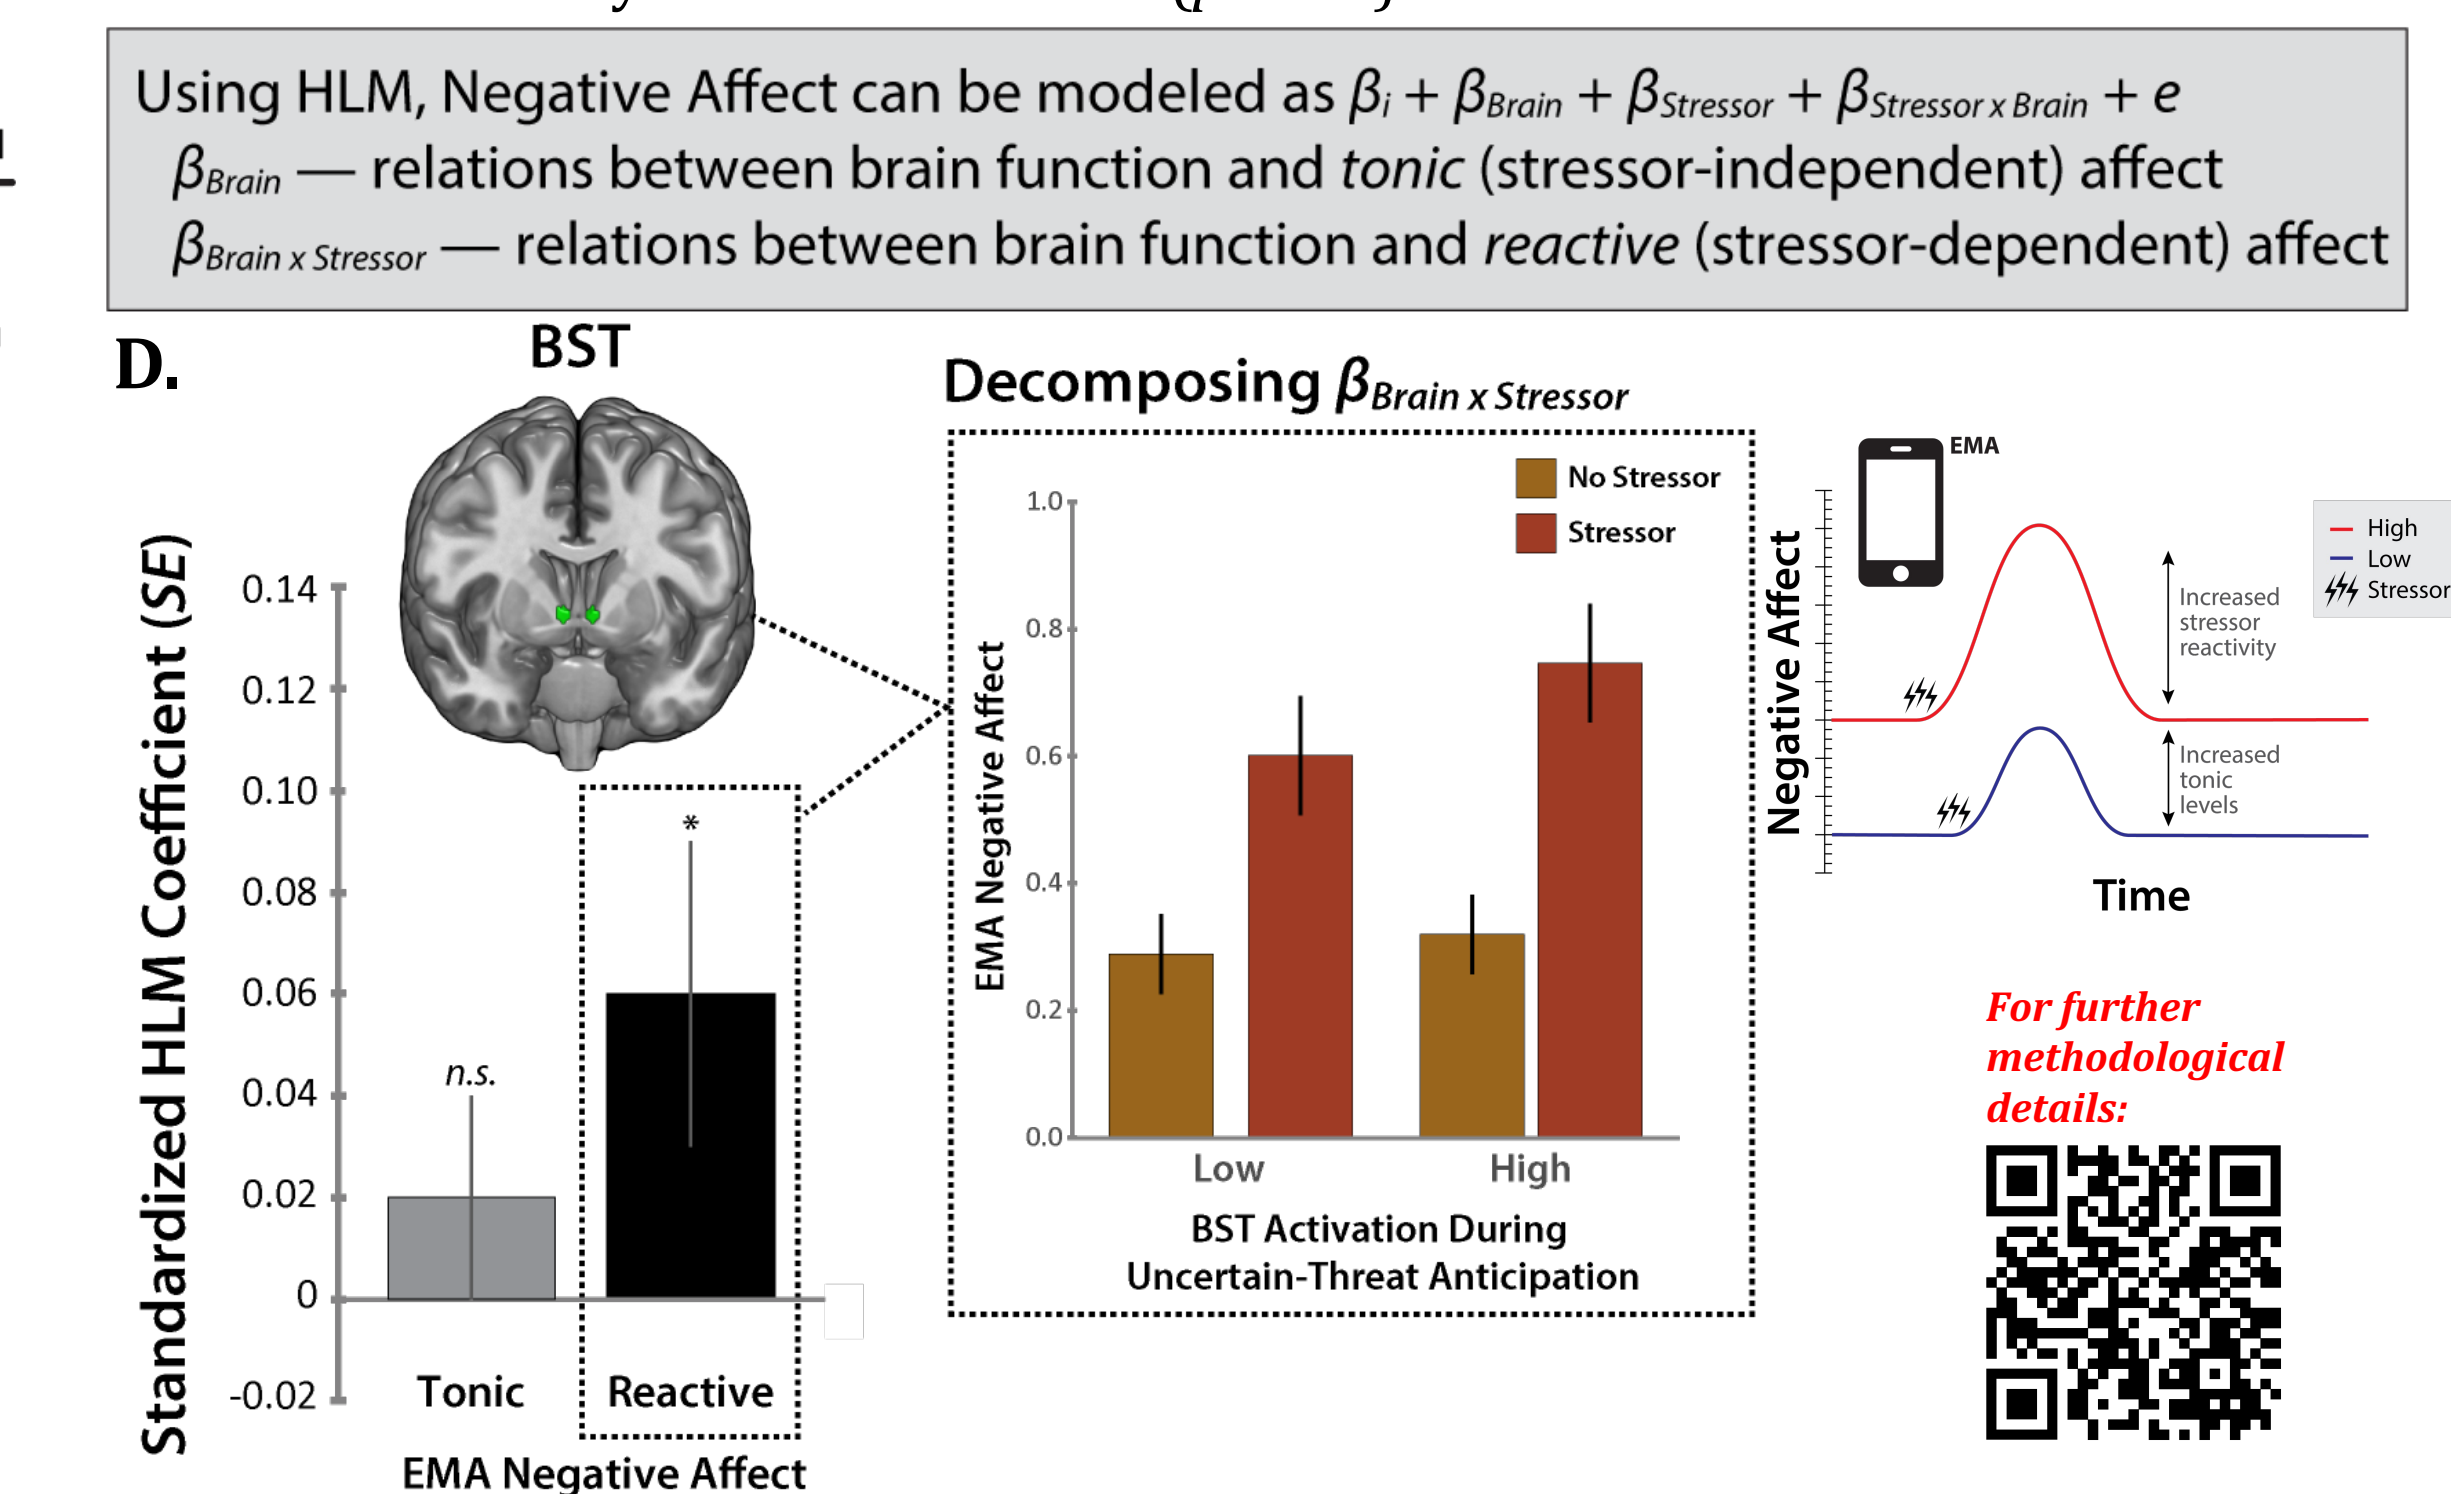 Using HLM, Negative Affect can be modeled as βi + βBrain + βStressor + βStressor x Brain + e
βBrain — relations between brain function and tonic (stressor-independent) affect
βBrain x Stressor — relations between brain function and reactive (stressor-dependent) affect
D.
BST
Standardized HLM Coefficient (SE)
0.14
0.12
0.10
0.08
0.06
0.04
0.02
0
-0.02
n.s.
*
Tonic
Reactive
EMA Negative Affect
Decomposing βBrain x Stressor
No Stressor
Stressor
EMA Negative Affect
1.0
0.8
0.6
0.4
0.2
0.0
Low
High
BST Activation During
Uncertain-Threat Anticipation
EMA
Negative Affect
High
Low
Stressor
Increased
stressor
reactivity
Increased
tonic
levels
Time
For further
methodological
details: